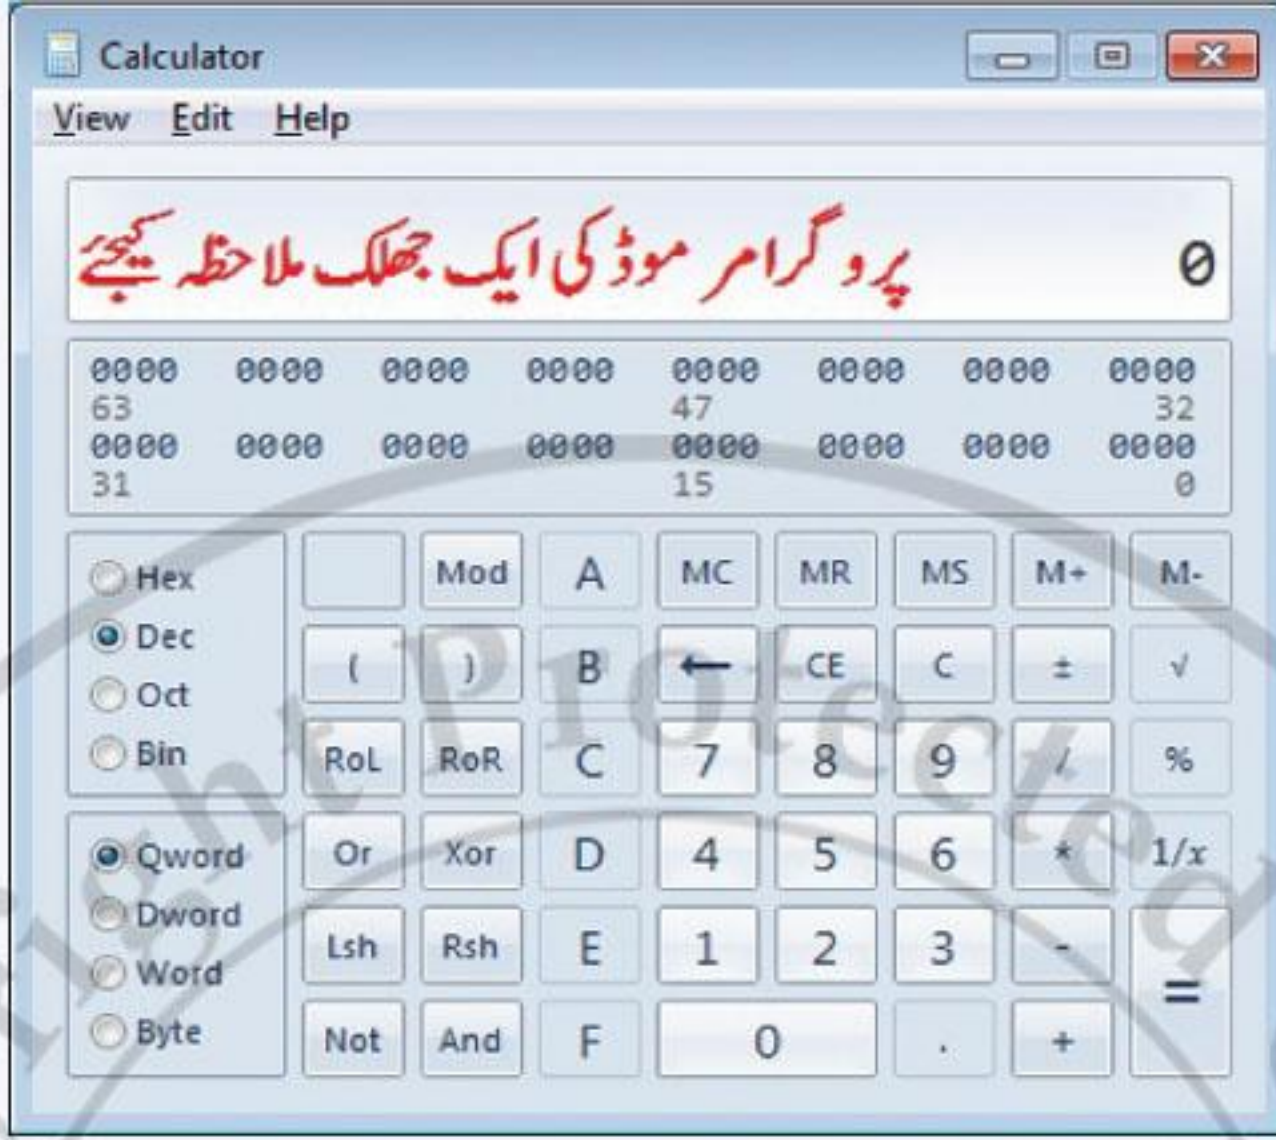 Calculator
View Edit Help
پروگرامر موڈ کی ایک جھلک ملاحظہ کیجئے 0
0000 0000 0000 0000 0000 0000 0000 0000
63 47 32
0000 0000 0000 0000 0000 0000 0000 0000
31 15 0
Hex Mod A MC MR MS M+ M-
Dec ( ) B ← CE C ± √
Oct
Bin RoL RoR C 7 8 9 / %
Qword Or Xor D 4 5 6 * 1/x
Dword
Word Lsh Rsh E 1 2 3 - =
Byte Not And F 0 . +
right Protected